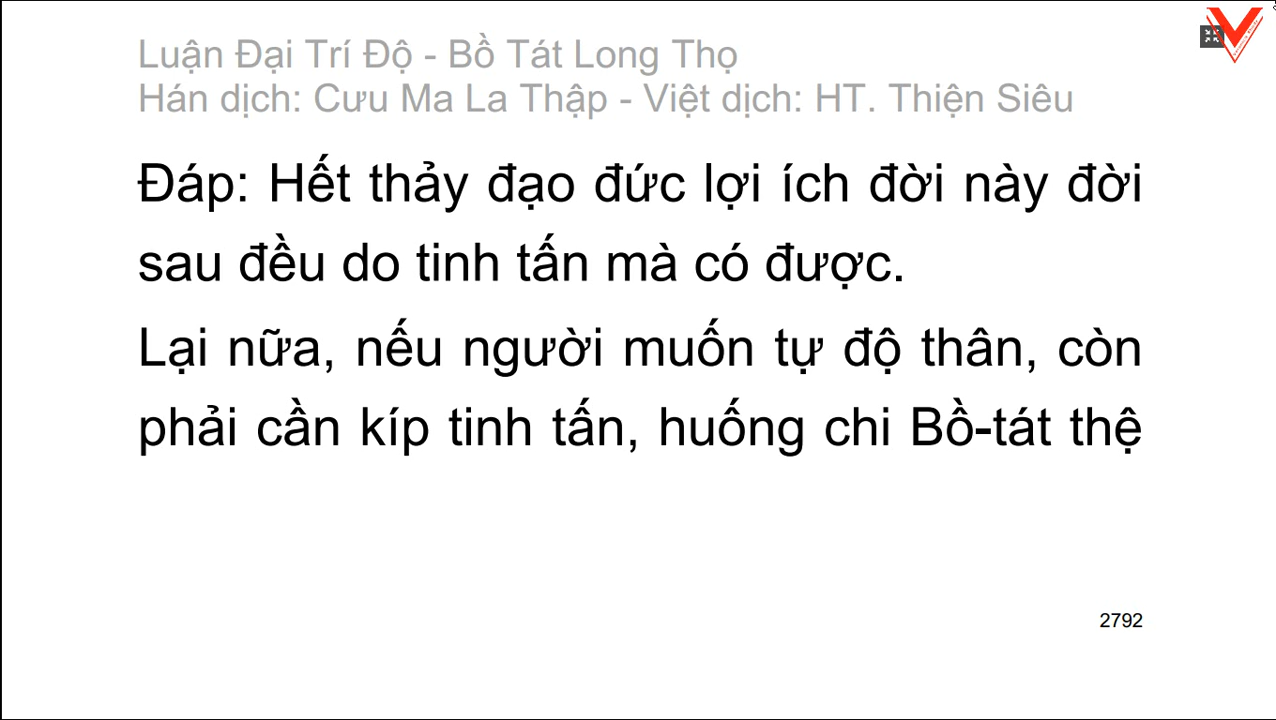 Luận Đại Trí Độ - Bồ Tát Long Thọ
Hán dịch: Cưu Ma La Thập - Việt dịch: HT. Thiện Siêu
Đáp: Hết thảy đạo đức lợi ích đời này đời
sau đều do tinh tấn mà có được.
Lại nữa, nếu người muốn tự độ thân, còn
phải cần kíp tinh tấn, huống chi Bồ-tát thệ
2792